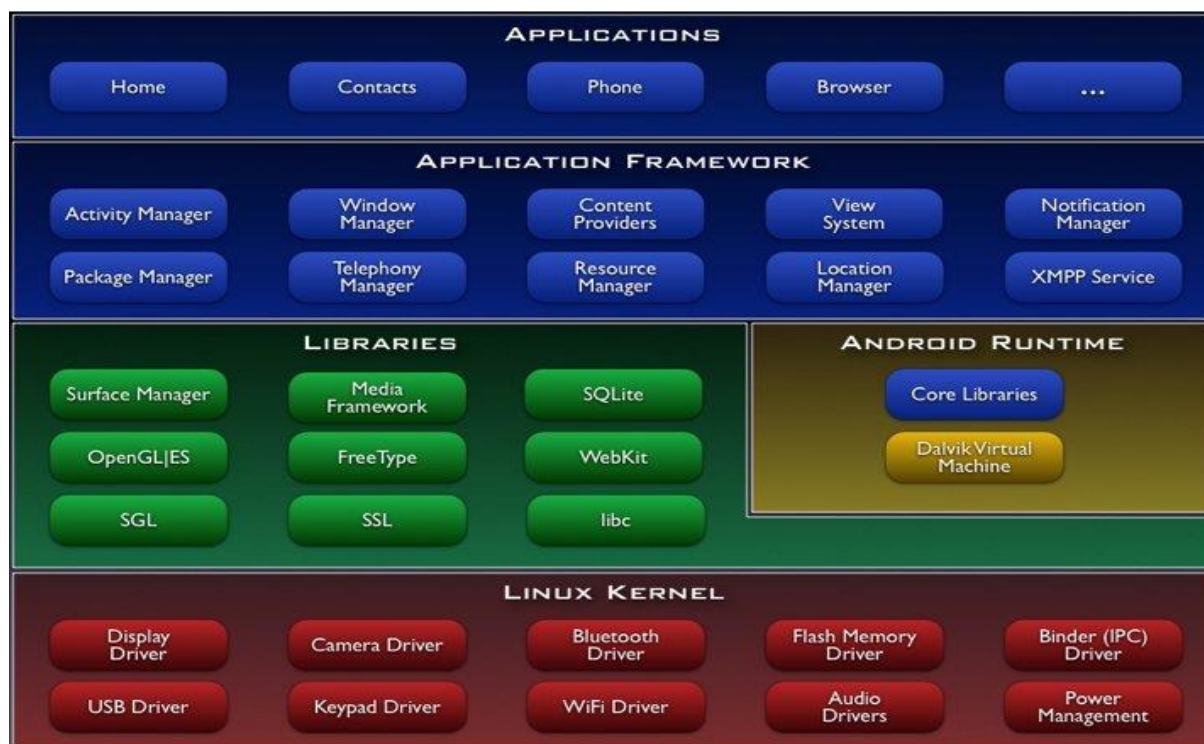 APPLICATIONS
Home
Contacts
Phone
Browser
...
APPLICATION FRAMEWORK
Activity Manager
Window
Manager
Content
Providers
View
System
Notification
Manager
Package Manager
Telephony
Manager
Resource
Manager
Location
Manager
XMPP Service
LIBRARIES
Surface Manager
Media
Framework
SQLite
OpenGL|ES
FreeType
WebKit
SGL
SSL
libc
ANDROID RUNTIME
Core Libraries
Dalvik Virtual
Machine
LINUX KERNEL
Display
Driver
Camera Driver
Bluetooth
Driver
Flash Memory
Driver
Binder (IPC)
Driver
USB Driver
Keypad Driver
WiFi Driver
Audio
Drivers
Power
Management